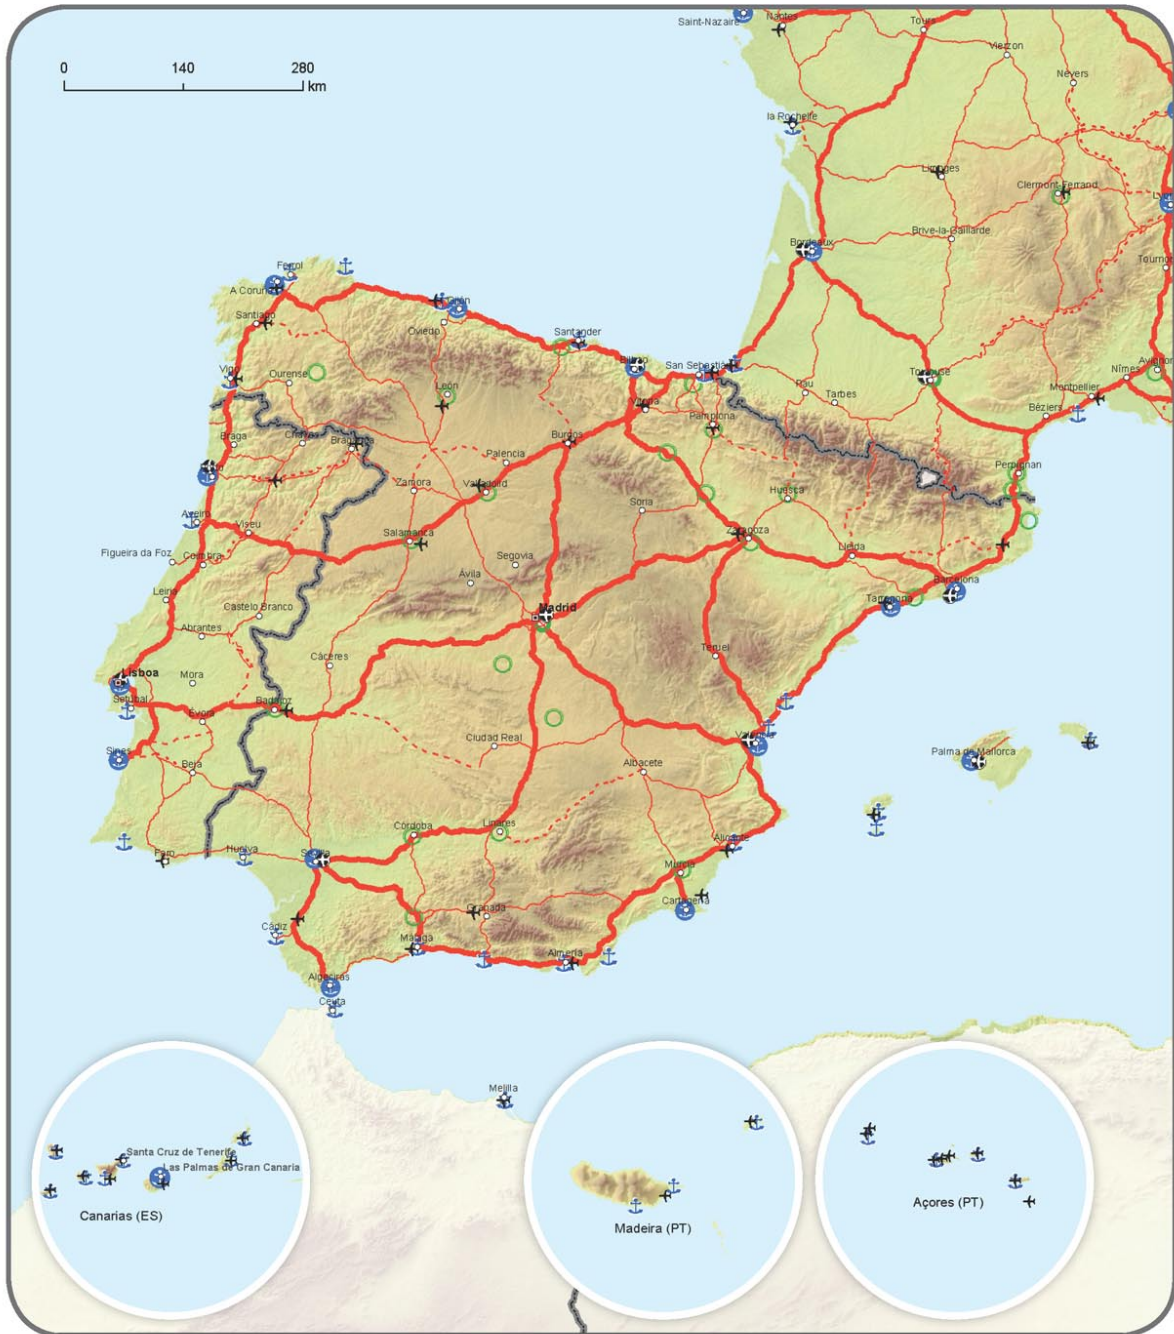 Saint-Nazaire
Nantes
Tours
Vierzon
Nevers
0 140 280
km
la Rochelle
Limoges
Clermont-Ferrand
Brive-la-Gaillarde
Bordeaux
Ferrol
A Coruña
Gijón
Santiago
Oviedo
Santander
Bilbao
San Sebastián
Toulouse
Nîmes
Montpellier
Béziers
Vigo
Ourense
León
Vitoria
Pau
Tarbes
Pamplona
Burgos
Braga
Chaves
Bragança
Palencia
Perpignan
Zamora
Valladolid
Soria
Huesca
Aveiro
Viseu
Salamanca
Zaragoza
Lleida
Figueira da Foz
Coimbra
Segovia
Ávila
Barcelona
Leiria
Tarragona
Castelo Branco
Madrid
Abrantes
Cáceres
Teruel
Lisboa
Mora
Setúbal
Évora
Badajoz
Ciudad Real
Valencia
Palma de Mallorca
Sines
Beja
Albacete
Córdoba
Linares
Alicante
Faro
Huelva
Sevilla
Murcia
Cartagena
Granada
Cádiz
Málaga
Almería
Algeciras
Ceuta
Melilla
Santa Cruz de Tenerife
Las Palmas de Gran Canaria
Canarias (ES)
Madeira (PT)
Açores (PT)